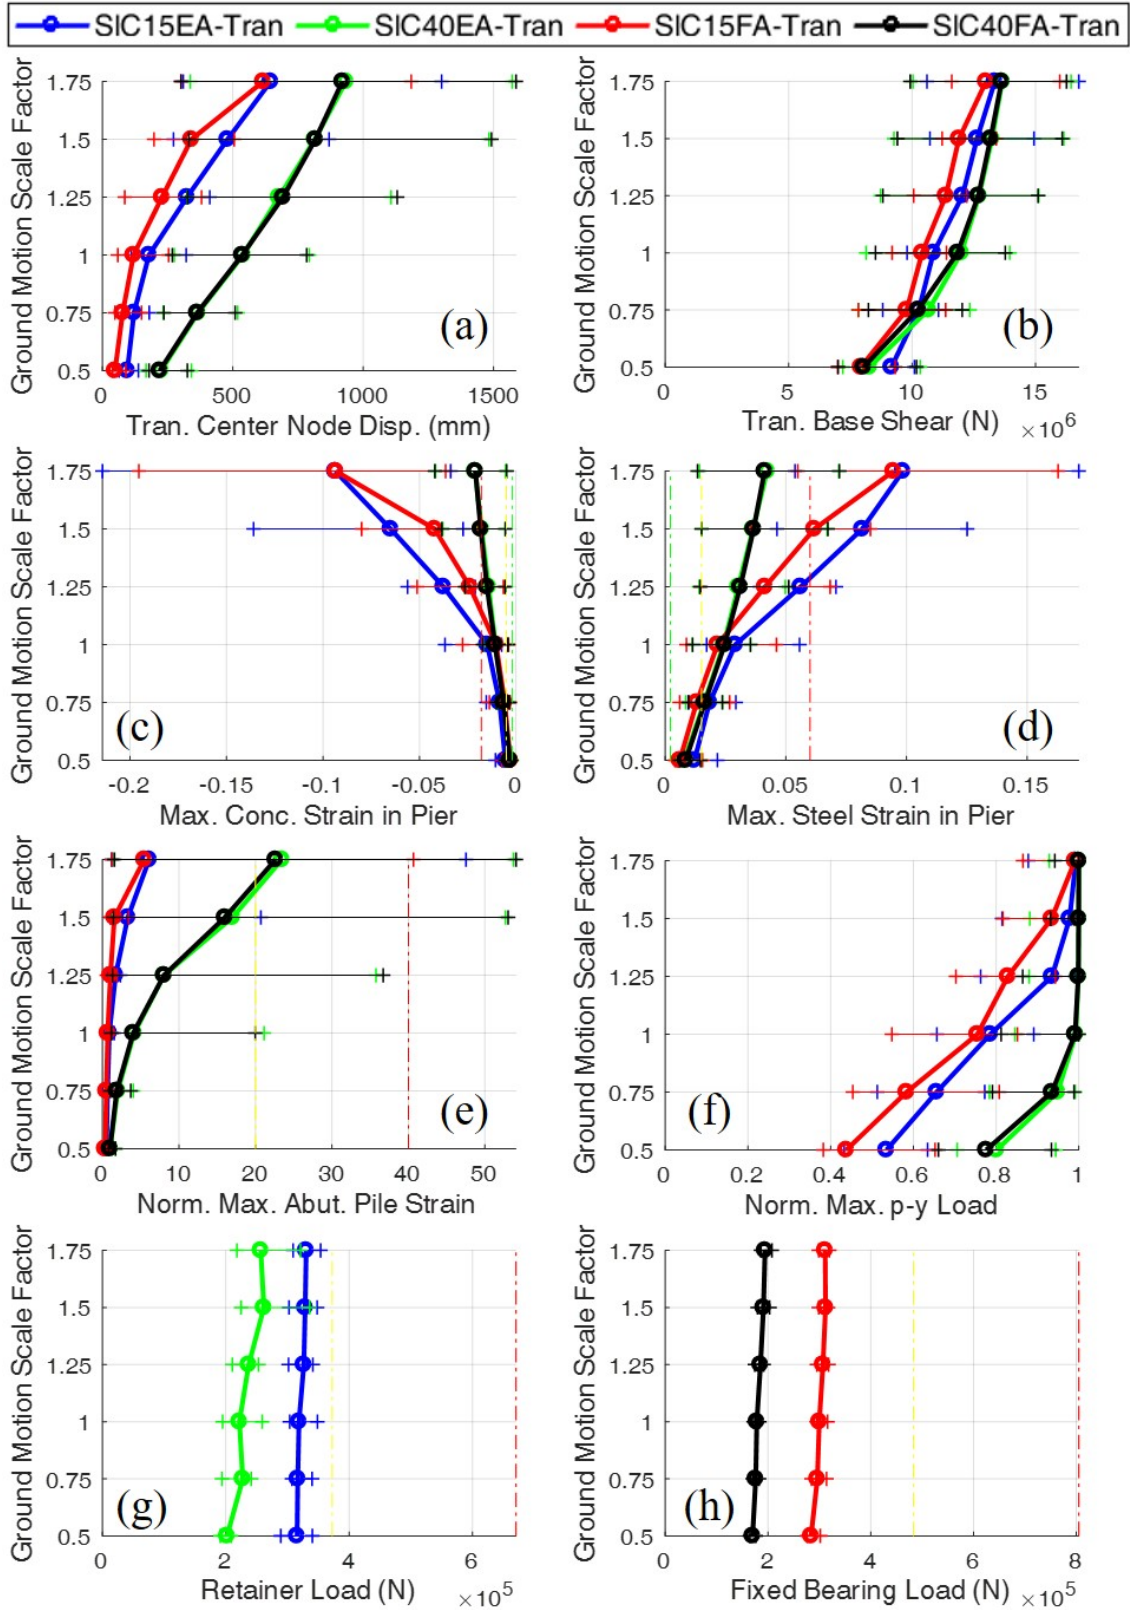 SIC15EA-Tran SIC40EA-Tran SIC15FA-Tran SIC40FA-Tran
Ground Motion Scale Factor
1.75
1.5
1.25
1
0.75
0.5
(a)
0 500 1000 1500
Tran. Center Node Disp. (mm)
Ground Motion Scale Factor
1.75
1.5
1.25
1
0.75
0.5
(b)
0 5 10 15
Tran. Base Shear (N) ×10^6
Ground Motion Scale Factor
1.75
1.5
1.25
1
0.75
0.5
(c)
-0.2 -0.15 -0.1 -0.05 0
Max. Conc. Strain in Pier
Ground Motion Scale Factor
1.75
1.5
1.25
1
0.75
0.5
(d)
0 0.05 0.1 0.15
Max. Steel Strain in Pier
Ground Motion Scale Factor
1.75
1.5
1.25
1
0.75
0.5
(e)
0 10 20 30 40 50
Norm. Max. Abut. Pile Strain
Ground Motion Scale Factor
1.75
1.5
1.25
1
0.75
0.5
(f)
0 0.2 0.4 0.6 0.8 1
Norm. Max. p-y Load
Ground Motion Scale Factor
1.75
1.5
1.25
1
0.75
0.5
(g)
0 2 4 6
Retainer Load (N) ×10^5
Ground Motion Scale Factor
1.75
1.5
1.25
1
0.75
0.5
(h)
0 2 4 6 8
Fixed Bearing Load (N) ×10^5